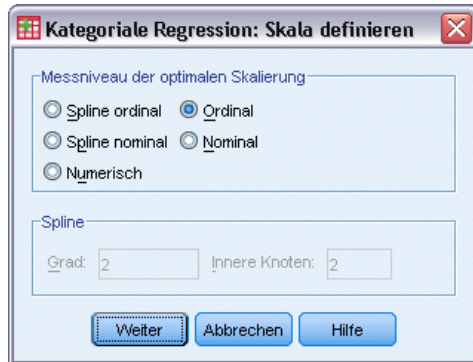 Kategoriale Regression: Skala definieren
Messniveau der optimalen Skalierung
Spline ordinal Ordinal
Spline nominal Nominal
Numerisch
Spline
Grad: 2 Innere Knoten: 2
Weiter Abbrechen Hilfe